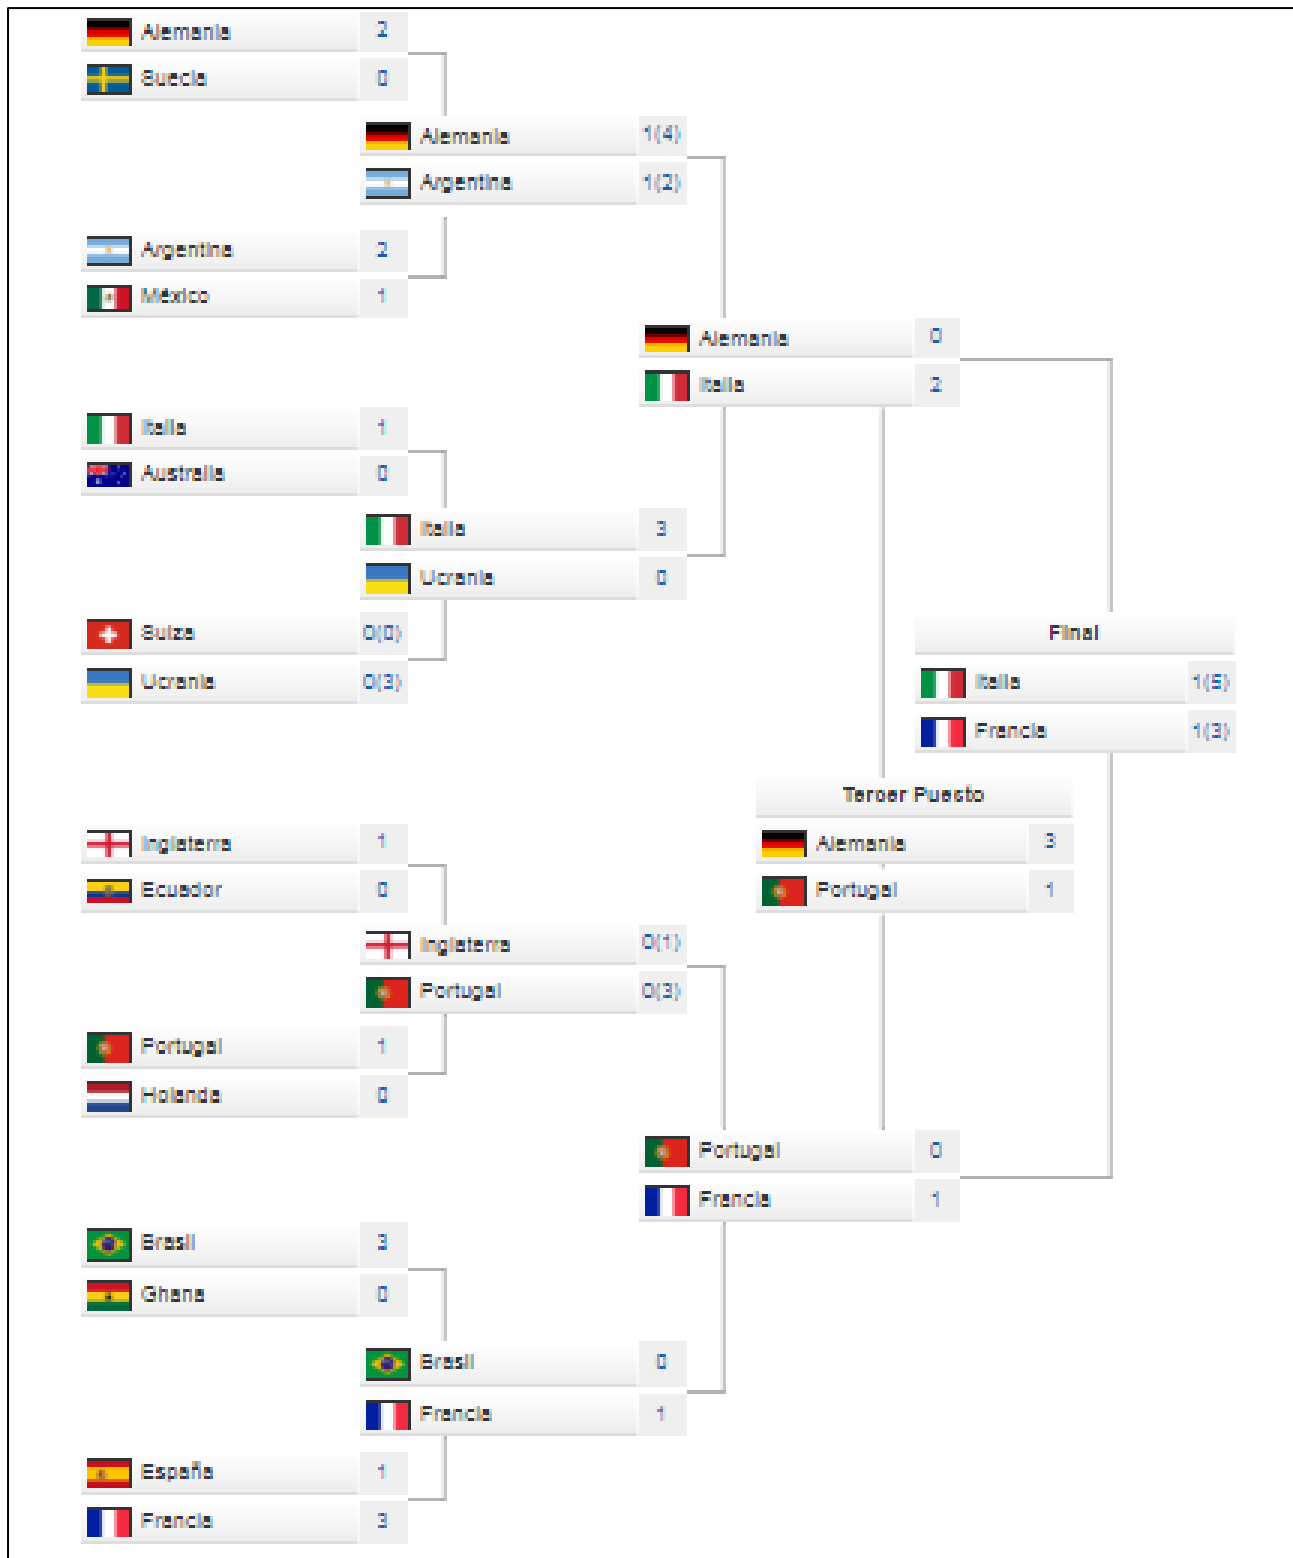 Alemania 2
Suecia 0
Alemania 1(4)
Argentina 1(2)
Argentina 2
México 1
Alemania 0
Italia 2
Italia 1
Australia 0
Italia 3
Ucrania 0
Suiza 0(0)
Ucrania 0(3)
Final
Italia 1(5)
Francia 1(3)
Tercer Puesto
Alemania 3
Portugal 1
Inglaterra 1
Ecuador 0
Inglaterra 0(1)
Portugal 0(3)
Portugal 1
Holanda 0
Portugal 0
Francia 1
Brasil 3
Ghana 0
Brasil 0
Francia 1
España 1
Francia 3